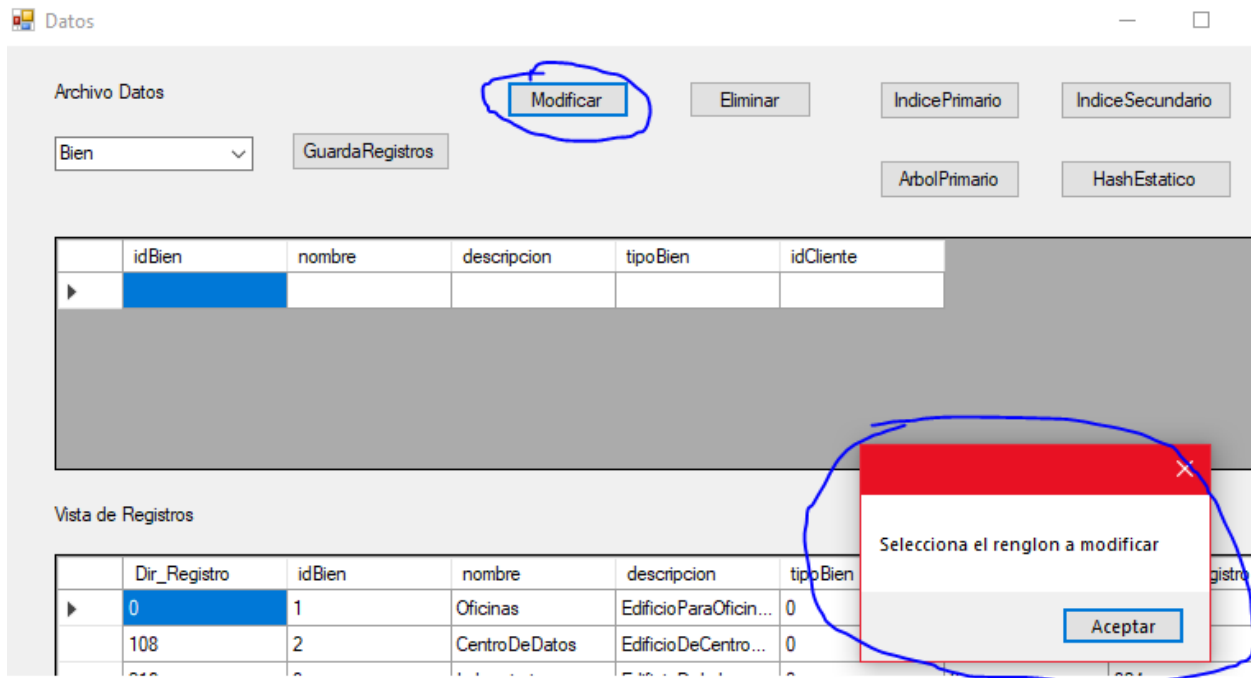 Datos
Archivo Datos
Modificar
Eliminar
IndicePrimario
IndiceSecundario
Bien
GuardaRegistros
ArbolPrimario
HashEstatico
idBien nombre descripcion tipoBien idCliente
Vista de Registros
Selecciona el renglon a modificar
Aceptar
Dir_Registro idBien nombre descripcion tipoBien gistro
0 1 Oficinas EdificioParaOficin... 0
108 2 CentroDeDatos EdificioDeCentro... 0